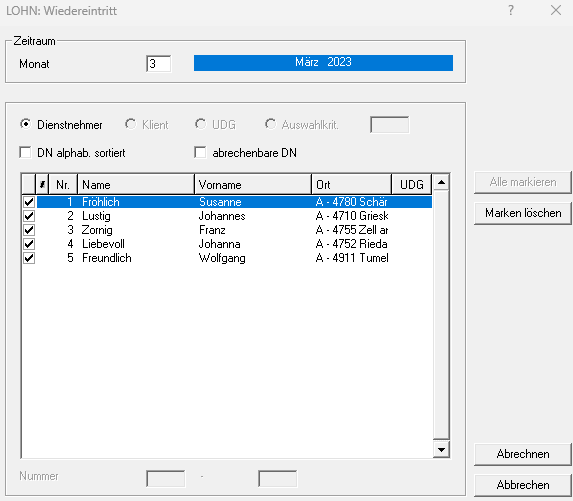 LOHN: Wiedereintritt ? ×
Zeitraum
Monat 3 März 2023
Dienstnehmer Klient UDG Auswahlkrit.
DN alphab. sortiert abrechenbare DN
# Nr. Name Vorname Ort UDG
1 Fröhlich Susanne A - 4780 Schär
2 Lustig Johannes A - 4710 Griesk
3 Zornig Franz A - 4755 Zell ar
4 Liebevoll Johanna A - 4752 Rieda
5 Freundlich Wolfgang A - 4911 Tumel
Alle markieren
Marken löschen
Nummer -
Abrechnen
Abbrechen